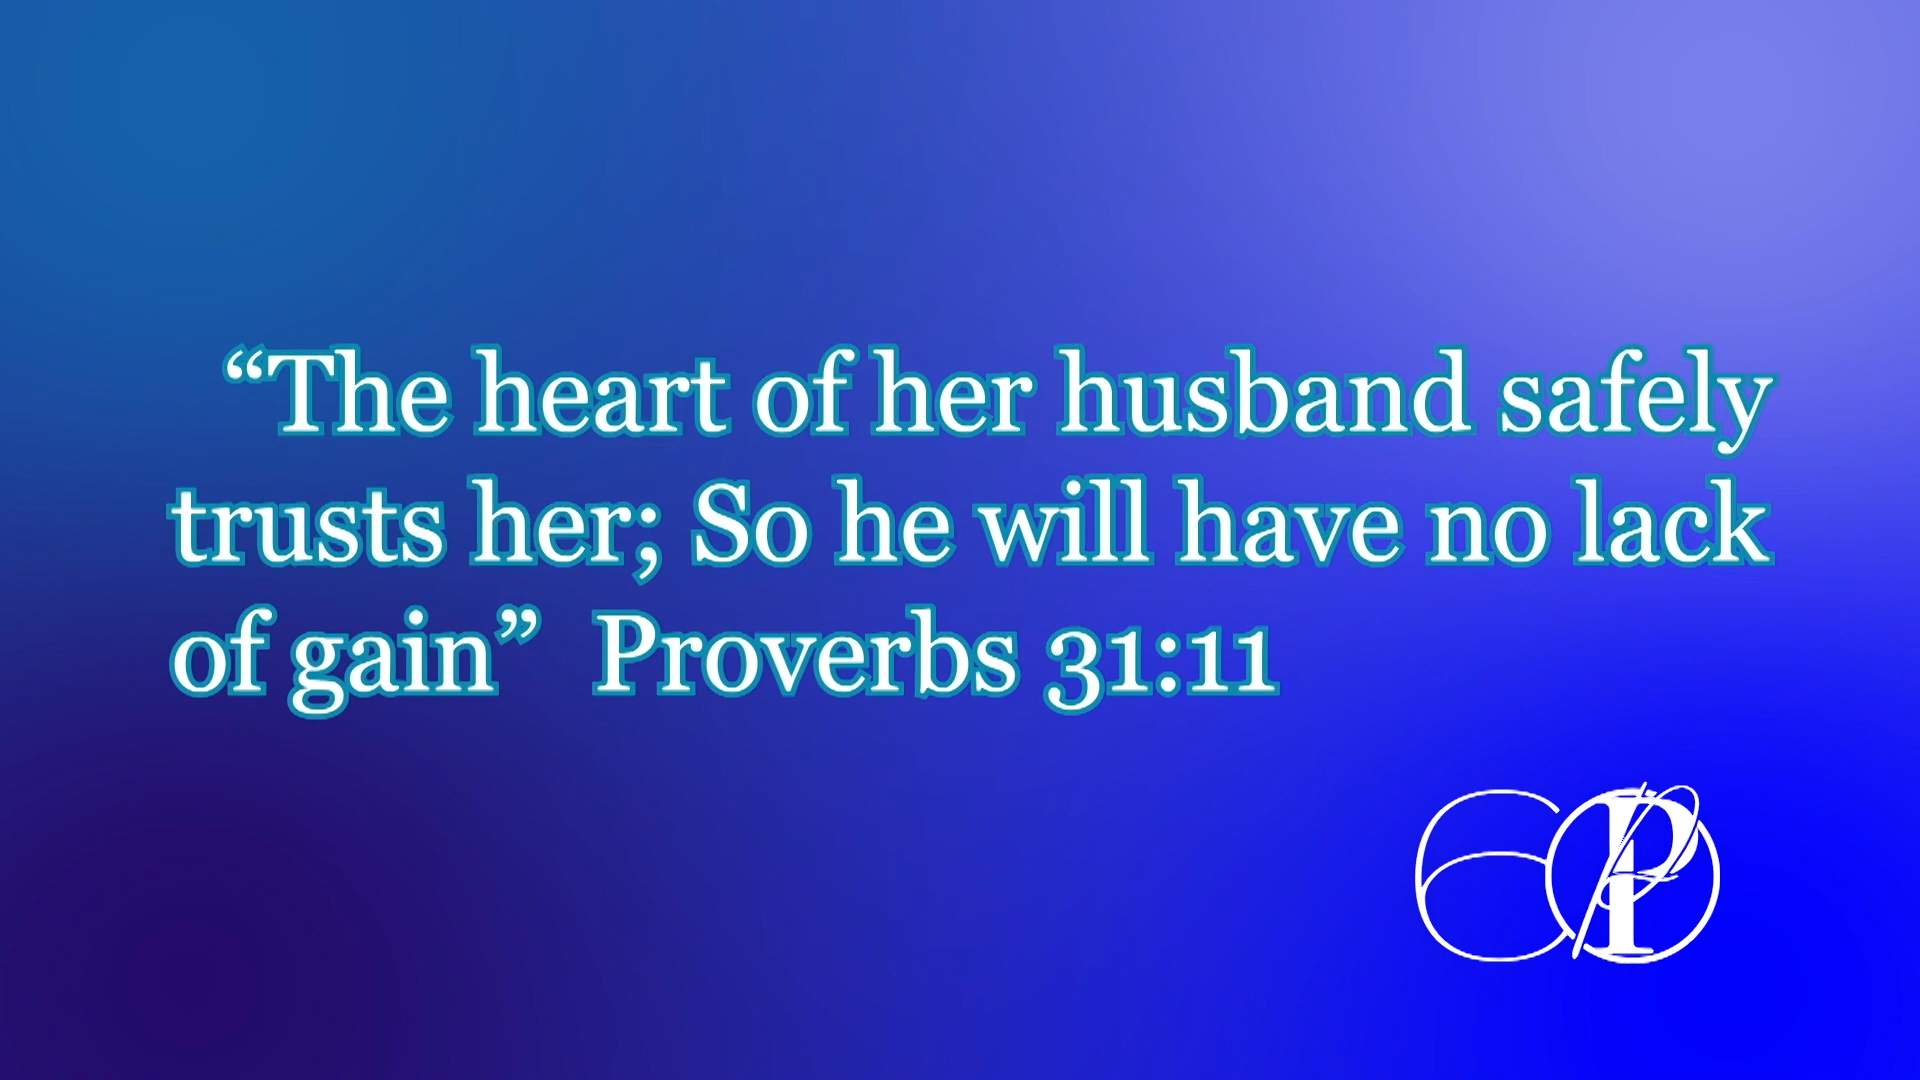 “The heart of her husband safely
trusts her; So he will have no lack
of gain”  Proverbs 31:11